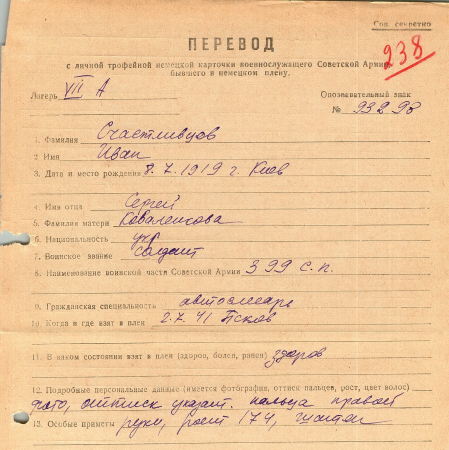 Сов. секретно
ПЕРЕВОД
238
с личной трофейной немецкой карточки военнослужащего Советской Армии,
бывшего в немецком плену.
Лагерь VII A
Опознавательный знак
№ 93298
1. Фамилия Счастливцов
2 Имя Иван
3. Дата и место рождения 8.7.1919 г. Киев
4. Имя отца Сергей
5. Фамилия матери Коваленкова
6. Национальность укр
7. Воинское звание солдат
8. Наименование воинской части Советской Армии 399 с.п.
9. Гражданская специальность автослесарь
10. Когда и где взят в плен 2.7.41 Псков
11. В каком состоянии взят в плен (здоров, болен, ранен) здоров
12. Подробные персональные данные (имеется фотография, оттиск пальцев, рост, цвет волос)
фото, оттиск указат. пальца правой
13. Особые приметы руки, рост 174,